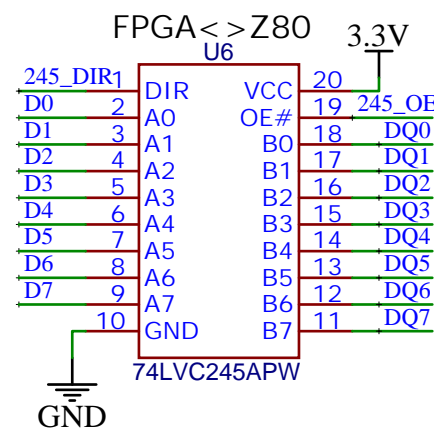 FPGA<>Z80
U6
3.3V
245_DIR 1 DIR VCC 20
D0 2 A0 OE# 19 245_OE
D1 3 A1 B0 18 DQ0
D2 4 A2 B1 17 DQ1
D3 5 A3 B2 16 DQ2
D4 6 A4 B3 15 DQ3
D5 7 A5 B4 14 DQ4
D6 8 A6 B5 13 DQ5
D7 9 A7 B6 12 DQ6
10 GND B7 11 DQ7
74LVC245APW
GND